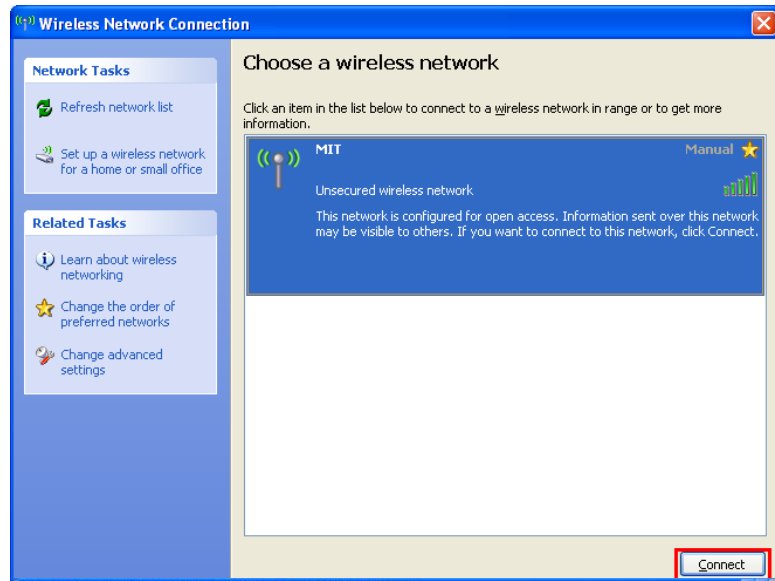 Wireless Network Connection
Network Tasks
Refresh network list
Set up a wireless network
for a home or small office
Related Tasks
Learn about wireless
networking
Change the order of
preferred networks
Change advanced
settings
Choose a wireless network
Click an item in the list below to connect to a wireless network in range or to get more
information.
MIT Manual
Unsecured wireless network
This network is configured for open access. Information sent over this network
may be visible to others. If you want to connect to this network, click Connect.
Connect